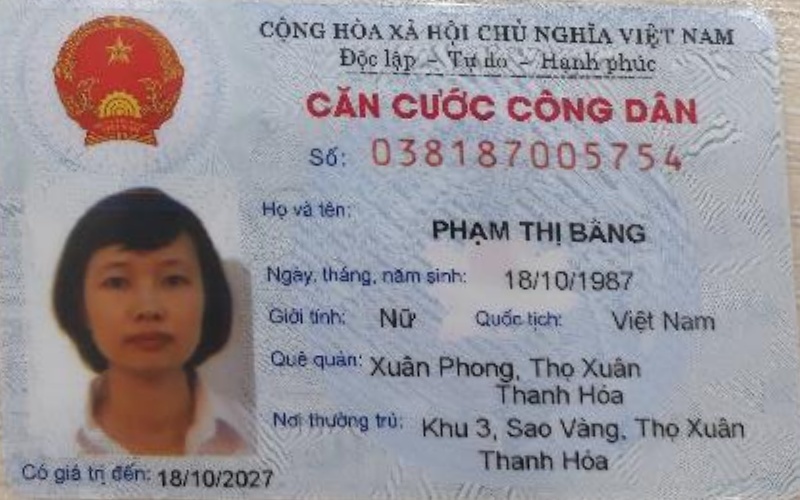 CỘNG HÒA XÃ HỘI CHỦ NGHĨA VIỆT NAM
Độc lập – Tự do – Hạnh phúc
CĂN CƯỚC CÔNG DÂN
Số: 038187005754
Họ và tên:
PHẠM THỊ BẰNG
Ngày, tháng, năm sinh: 18/10/1987
Giới tính: Nữ Quốc tịch: Việt Nam
Quê quán: Xuân Phong, Thọ Xuân
Thanh Hóa
Nơi thường trú: Khu 3, Sao Vàng, Thọ Xuân
Thanh Hóa
Có giá trị đến: 18/10/2027